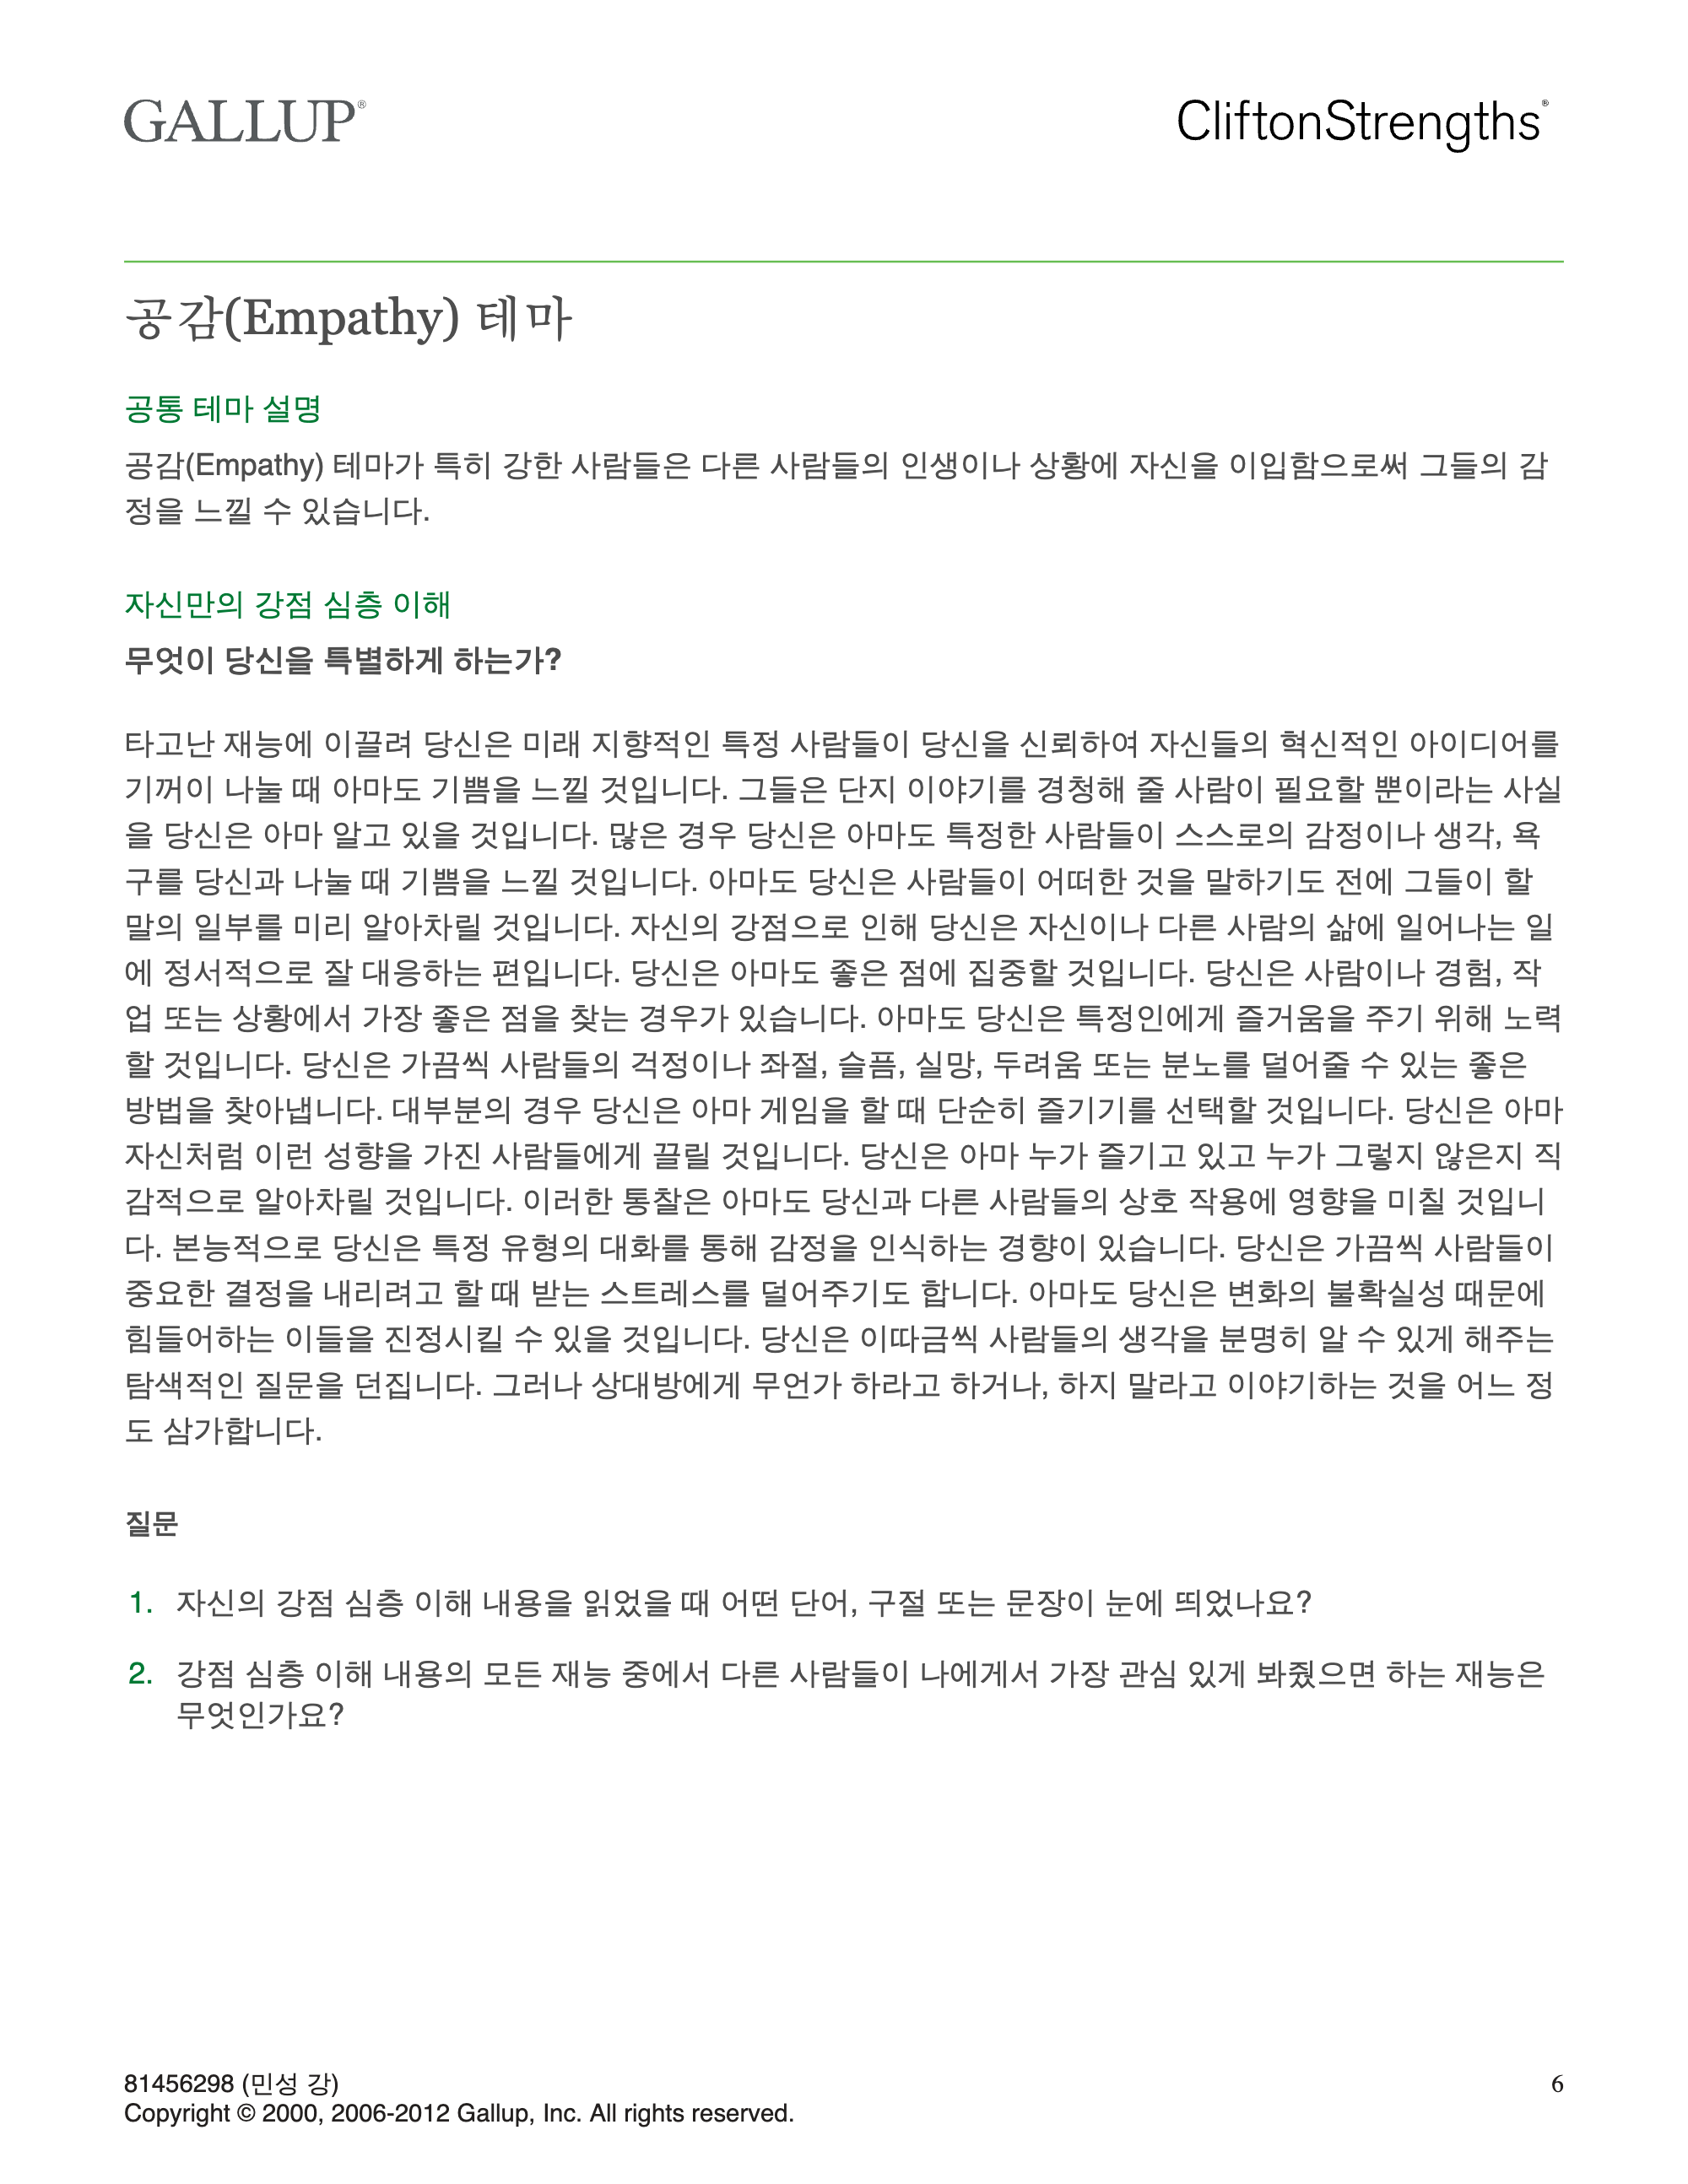 GALLUP®
CliftonStrengths®
공감(Empathy) 테마
공통 테마 설명
공감(Empathy) 테마가 특히 강한 사람들은 다른 사람들의 인생이나 상황에 자신을 이입함으로써 그들의 감
정을 느낄 수 있습니다.
자신만의 강점 심층 이해
무엇이 당신을 특별하게 하는가?
타고난 재능에 이끌려 당신은 미래 지향적인 특정 사람들이 당신을 신뢰하여 자신들의 혁신적인 아이디어를
기꺼이 나눌 때 아마도 기쁨을 느낄 것입니다. 그들은 단지 이야기를 경청해 줄 사람이 필요할 뿐이라는 사실
을 당신은 아마 알고 있을 것입니다. 많은 경우 당신은 아마도 특정한 사람들이 스스로의 감정이나 생각, 욕
구를 당신과 나눌 때 기쁨을 느낄 것입니다. 아마도 당신은 사람들이 어떠한 것을 말하기도 전에 그들이 할
말의 일부를 미리 알아차릴 것입니다. 자신의 강점으로 인해 당신은 자신이나 다른 사람의 삶에 일어나는 일
에 정서적으로 잘 대응하는 편입니다. 당신은 아마도 좋은 점에 집중할 것입니다. 당신은 사람이나 경험, 작
업 또는 상황에서 가장 좋은 점을 찾는 경우가 있습니다. 아마도 당신은 특정인에게 즐거움을 주기 위해 노력
할 것입니다. 당신은 가끔씩 사람들의 걱정이나 좌절, 슬픔, 실망, 두려움 또는 분노를 덜어줄 수 있는 좋은
방법을 찾아냅니다. 대부분의 경우 당신은 아마 게임을 할 때 단순히 즐기기를 선택할 것입니다. 당신은 아마
자신처럼 이런 성향을 가진 사람들에게 끌릴 것입니다. 당신은 아마 누가 즐기고 있고 누가 그렇지 않은지 직
감적으로 알아차릴 것입니다. 이러한 통찰은 아마도 당신과 다른 사람들의 상호 작용에 영향을 미칠 것입니
다. 본능적으로 당신은 특정 유형의 대화를 통해 감정을 인식하는 경향이 있습니다. 당신은 가끔씩 사람들이
중요한 결정을 내리려고 할 때 받는 스트레스를 덜어주기도 합니다. 아마도 당신은 변화의 불확실성 때문에
힘들어하는 이들을 진정시킬 수 있을 것입니다. 당신은 이따금씩 사람들의 생각을 분명히 알 수 있게 해주는
탐색적인 질문을 던집니다. 그러나 상대방에게 무언가 하라고 하거나, 하지 말라고 이야기하는 것을 어느 정
도 삼가합니다.
질문
1. 자신의 강점 심층 이해 내용을 읽었을 때 어떤 단어, 구절 또는 문장이 눈에 띄었나요?
2. 강점 심층 이해 내용의 모든 재능 중에서 다른 사람들이 나에게서 가장 관심 있게 봐줬으면 하는 재능은
무엇인가요?
81456298 (민성 강)
6
Copyright © 2000, 2006-2012 Gallup, Inc. All rights reserved.